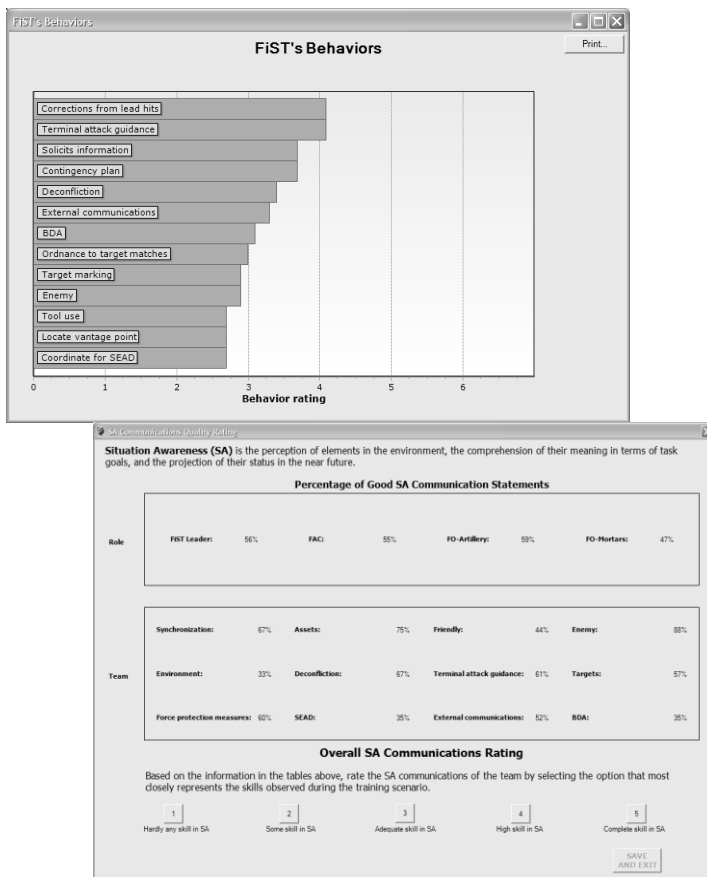 FiST's Behaviors
FiST's Behaviors
Print...
Corrections from lead hits
Terminal attack guidance
Solicits information
Contingency plan
Deconfliction
External communications
BDA
Ordnance to target matches
Target marking
Enemy
Tool use
Locate vantage point
Coordinate for SEAD
0 1 2 3 4 5 6
Behavior rating
SA Communications Quality Rating
Situation Awareness (SA) is the perception of elements in the environment, the comprehension of their meaning in terms of task
goals, and the projection of their status in the near future.
Percentage of Good SA Communication Statements
Role FiST Leader: 56% FAC: 55% FO-Artillery: 59% FO-Mortars: 47%
Synchronization: 67% Assets: 75% Friendly: 44% Enemy: 88%
Team Environment: 33% Deconfliction: 67% Terminal attack guidance: 61% Targets: 57%
Force protection measures: 60% SEAD: 35% External communications: 52% BDA: 35%
Overall SA Communications Rating
Based on the information in the tables above, rate the SA communications of the team by selecting the option that most
closely represents the skills observed during the training scenario.
1 2 3 4 5
Hardly any skill in SA Some skill in SA Adequate skill in SA High skill in SA Complete skill in SA
SAVE
AND EXIT